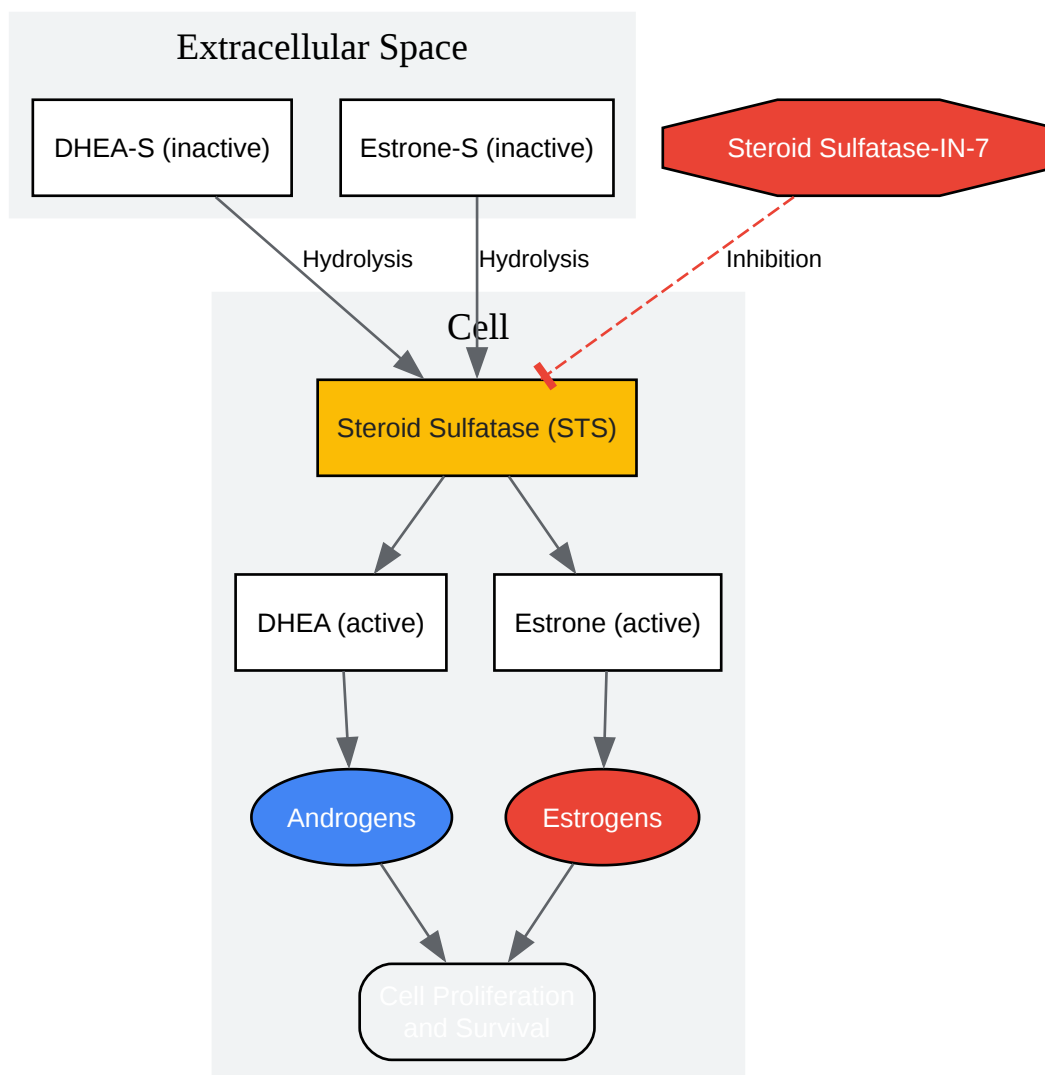 Extracellular Space
DHEA-S (inactive)
Estrone-S (inactive)
Steroid Sulfatase-IN-7
Hydrolysis
Hydrolysis
Inhibition
Cell
Steroid Sulfatase (STS)
DHEA (active)
Estrone (active)
Androgens
Estrogens
Cell Proliferation
and Survival